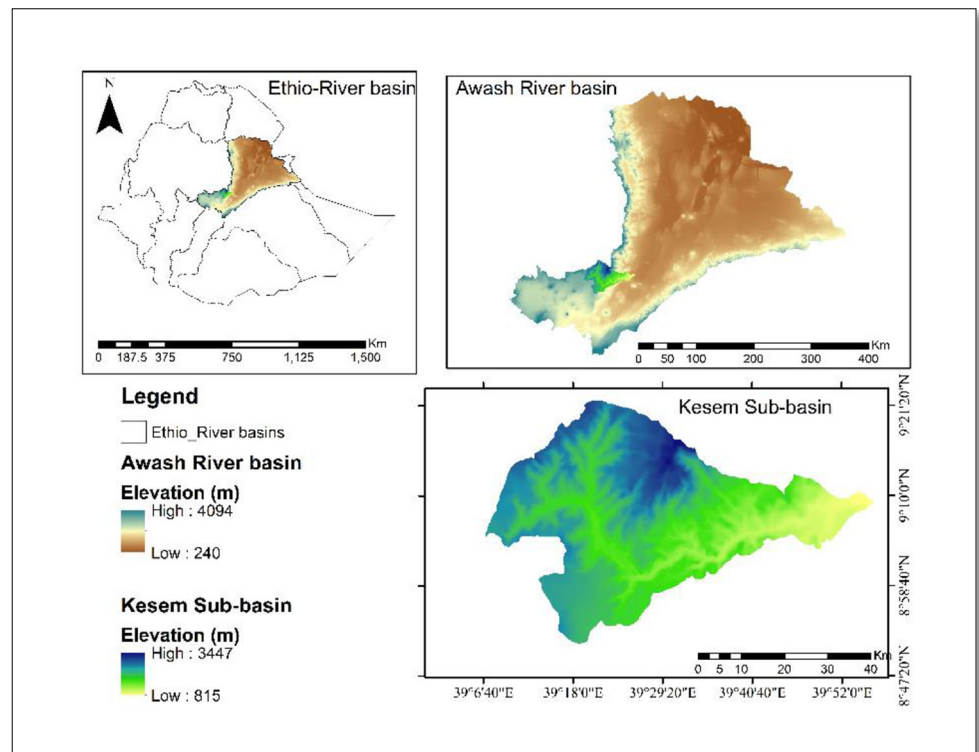 N
Ethio-River basin
0 187.5 375 750 1,125 1,500
Km
Awash River basin
0 50 100 200 300 400
Km
Legend
Ethio_River basins
Awash River basin
Elevation (m)
High : 4094
Low : 240
Kesem Sub-basin
Elevation (m)
High : 3447
Low : 815
Kesem Sub-basin
0 5 10 20 30 40
Km
9°21'20"N
9°10'0"N
8°58'40"N
8°47'20"N
39°6'40"E 39°18'0"E 39°29'20"E 39°40'40"E 39°52'0"E